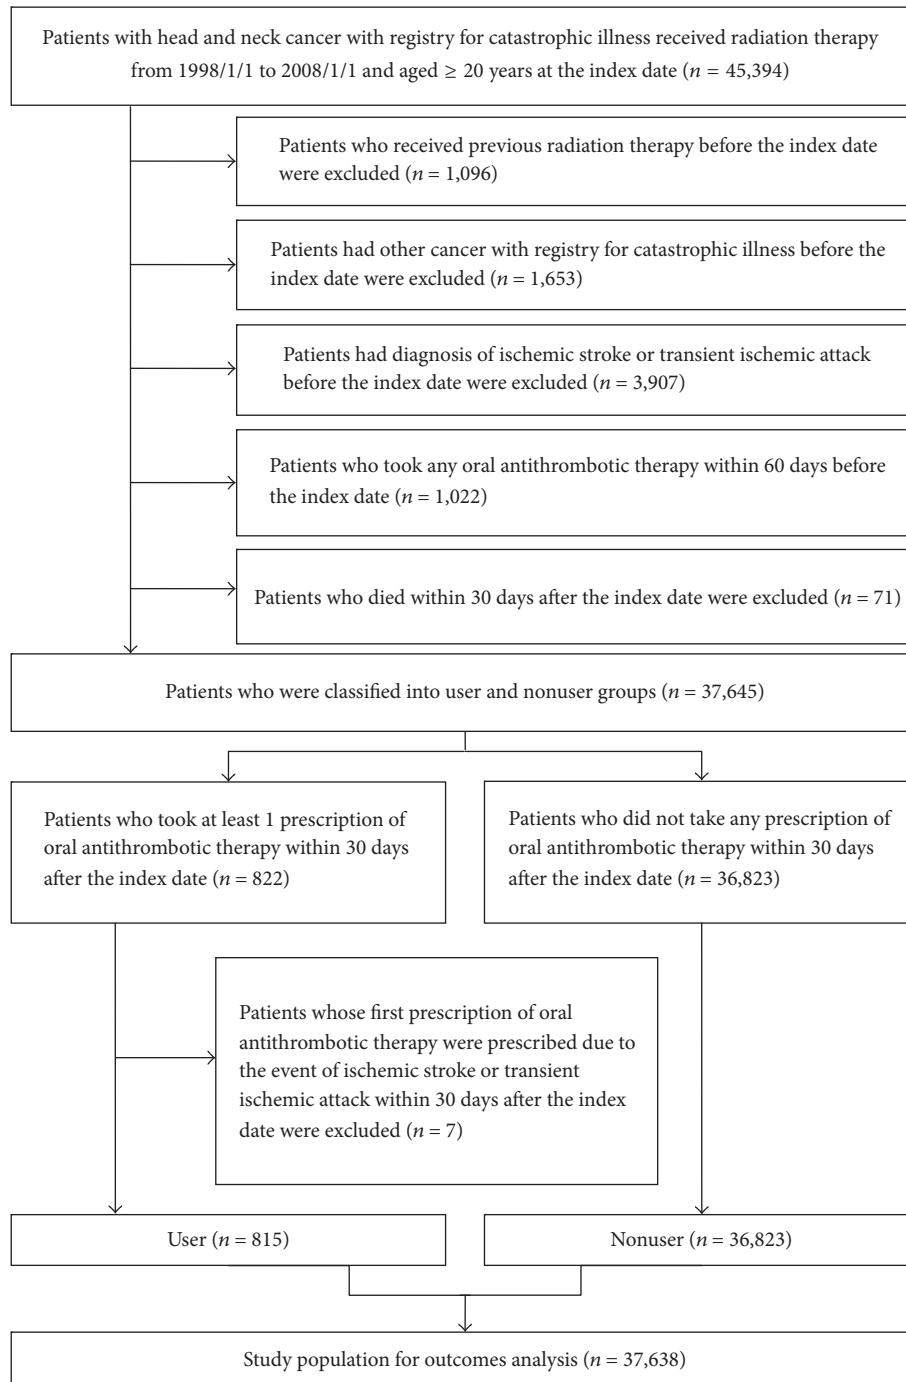 Patients with head and neck cancer with registry for catastrophic illness received radiation therapy
from 1998/1/1 to 2008/1/1 and aged ≥ 20 years at the index date (n = 45,394)
Patients who received previous radiation therapy before the index date
were excluded (n = 1,096)
Patients had other cancer with registry for catastrophic illness before the
index date were excluded (n = 1,653)
Patients had diagnosis of ischemic stroke or transient ischemic attack
before the index date were excluded (n = 3,907)
Patients who took any oral antithrombotic therapy within 60 days before
the index date (n = 1,022)
Patients who died within 30 days after the index date were excluded (n = 71)
Patients who were classified into user and nonuser groups (n = 37,645)
Patients who took at least 1 prescription of
oral antithrombotic therapy within 30 days
after the index date (n = 822)
Patients who did not take any prescription of
oral antithrombotic therapy within 30 days
after the index date (n = 36,823)
Patients whose first prescription of oral
antithrombotic therapy were prescribed due to
the event of ischemic stroke or transient
ischemic attack within 30 days after the index
date were excluded (n = 7)
User (n = 815)
Nonuser (n = 36,823)
Study population for outcomes analysis (n = 37,638)